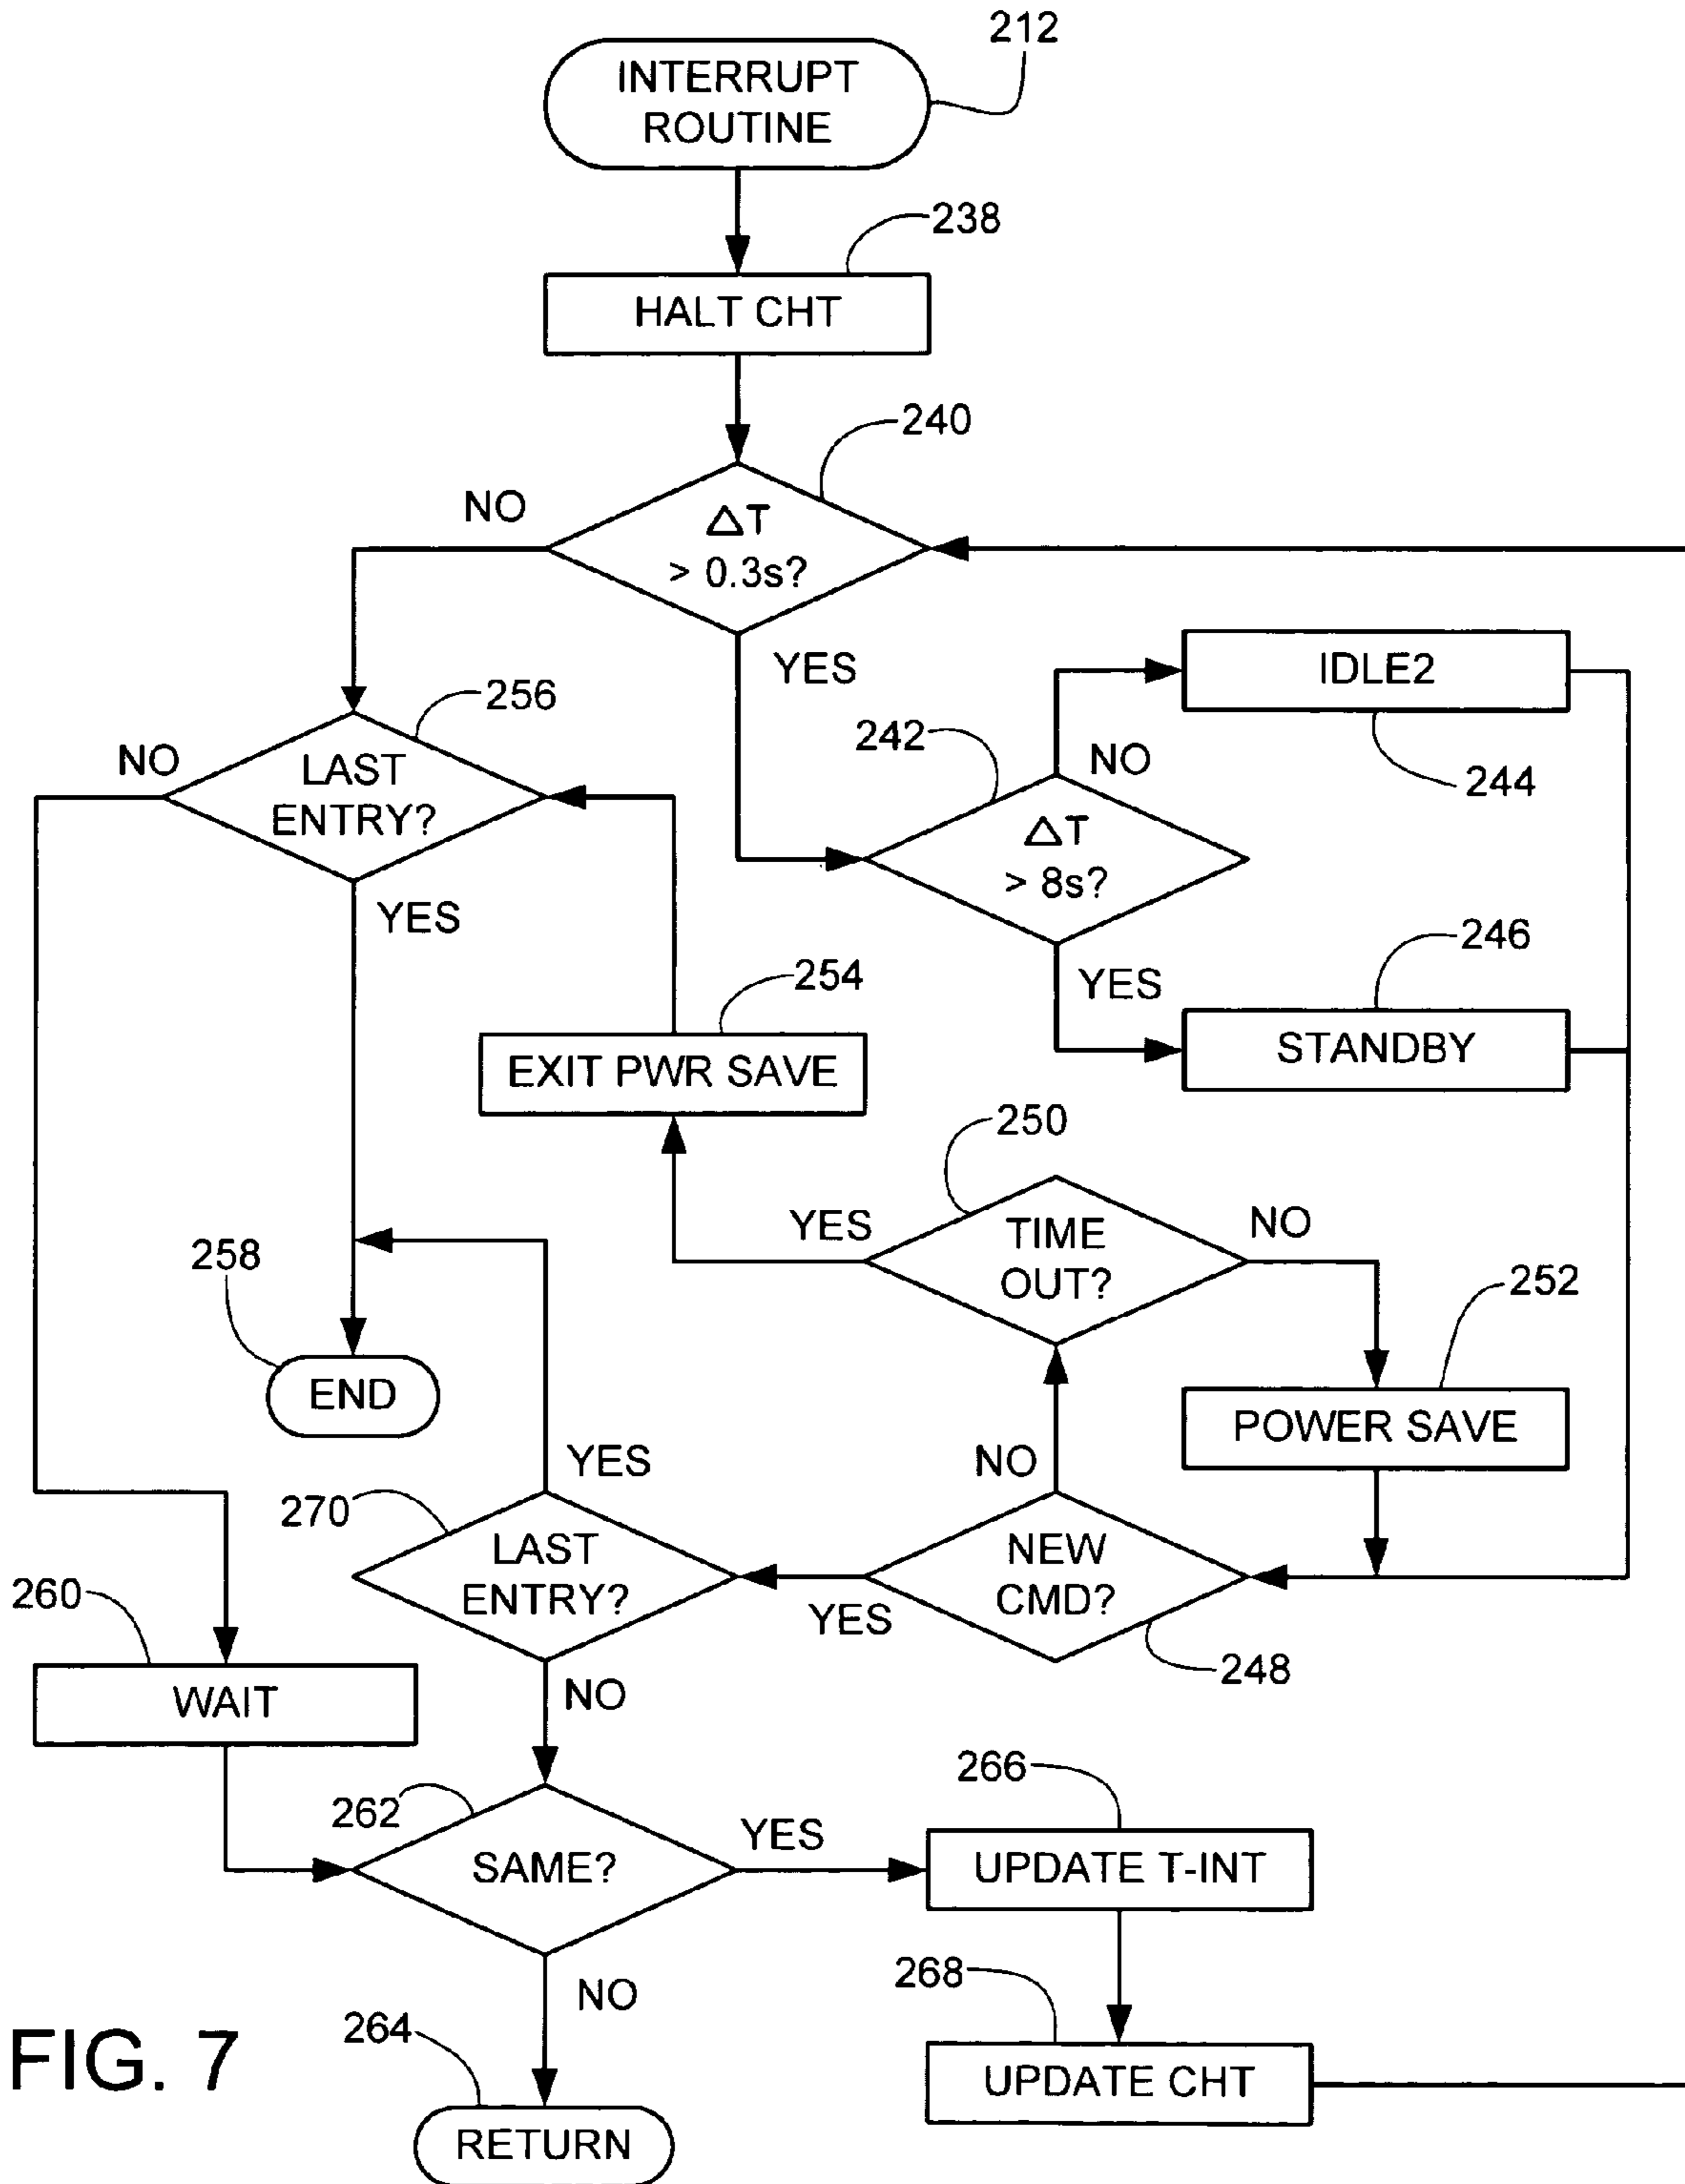 212
INTERRUPT
ROUTINE
238
HALT CHT
240
NO
△T
> 0.3s?
YES
IDLE2
244
256
NO
LAST
ENTRY?
YES
242
NO
△T
> 8s?
YES
246
STANDBY
254
EXIT PWR SAVE
250
YES
TIME
OUT?
NO
252
POWER SAVE
258
END
YES
NO
270
LAST
ENTRY?
NEW
CMD?
YES
248
260
WAIT
NO
262
SAME?
YES
266
UPDATE T-INT
268
UPDATE CHT
NO
264
RETURN
FIG. 7